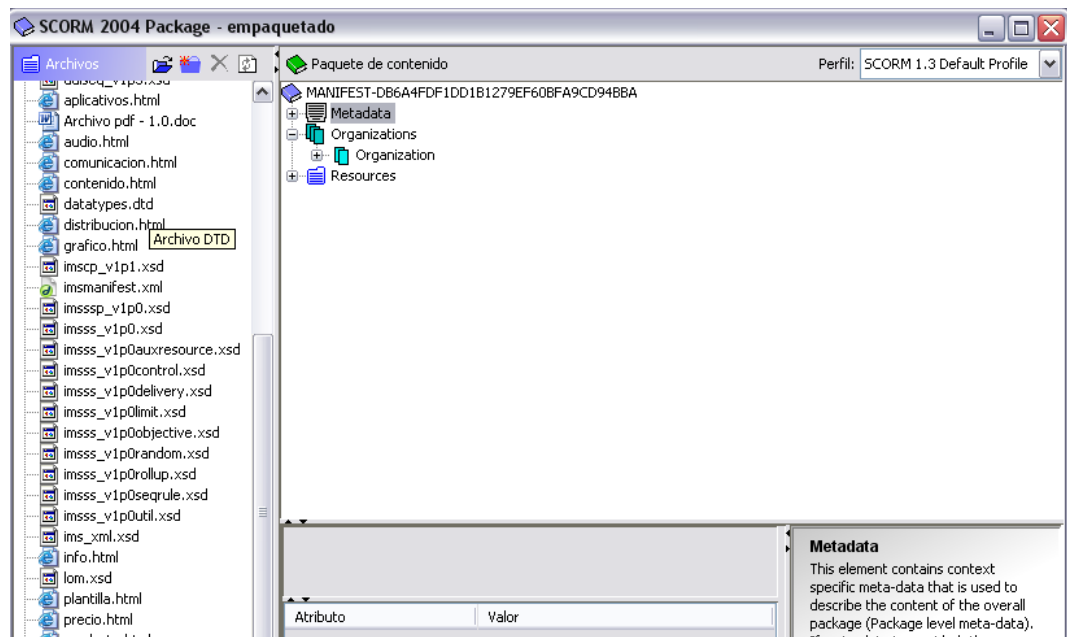 SCORM 2004 Package - empaquetado
Archivos
Paquete de contenido
Perfil: SCORM 1.3 Default Profile
aplicativos.html
Archivo pdf - 1.0.doc
audio.html
comunicacion.html
contenido.html
datatypes.dtd
distribucion.html
Archivo DTD
grafico.html
imscp_v1p1.xsd
imsmanifest.xml
imsssp_v1p0.xsd
imsss_v1p0.xsd
imsss_v1p0auxresource.xsd
imsss_v1p0control.xsd
imsss_v1p0delivery.xsd
imsss_v1p0limit.xsd
imsss_v1p0objective.xsd
imsss_v1p0random.xsd
imsss_v1p0rollup.xsd
imsss_v1p0seqrule.xsd
imsss_v1p0util.xsd
ims_xml.xsd
info.html
lom.xsd
plantilla.html
precio.html
MANIFEST-DB6A4FDF1DD1B1279EF60BFA9CD94BBA
Metadata
Organizations
Organization
Resources
Atributo
Valor
Metadata
This element contains context
specific meta-data that is used to
describe the content of the overall
package (Package level meta-data).